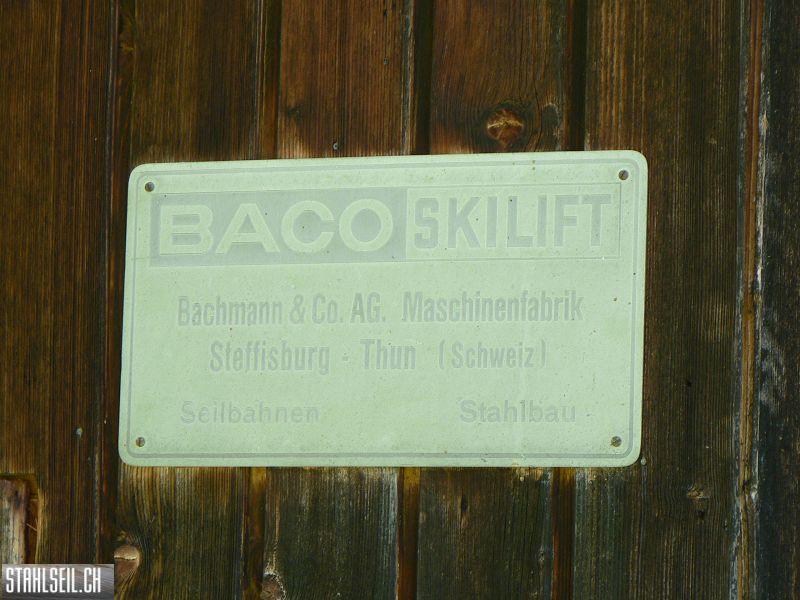 BACO SKILIFT
Bachmann & Co. AG. Maschinenfabrik
Steffisburg - Thun (Schweiz)
Seilbahnen Stahlbau
STAHLSEIL.CH